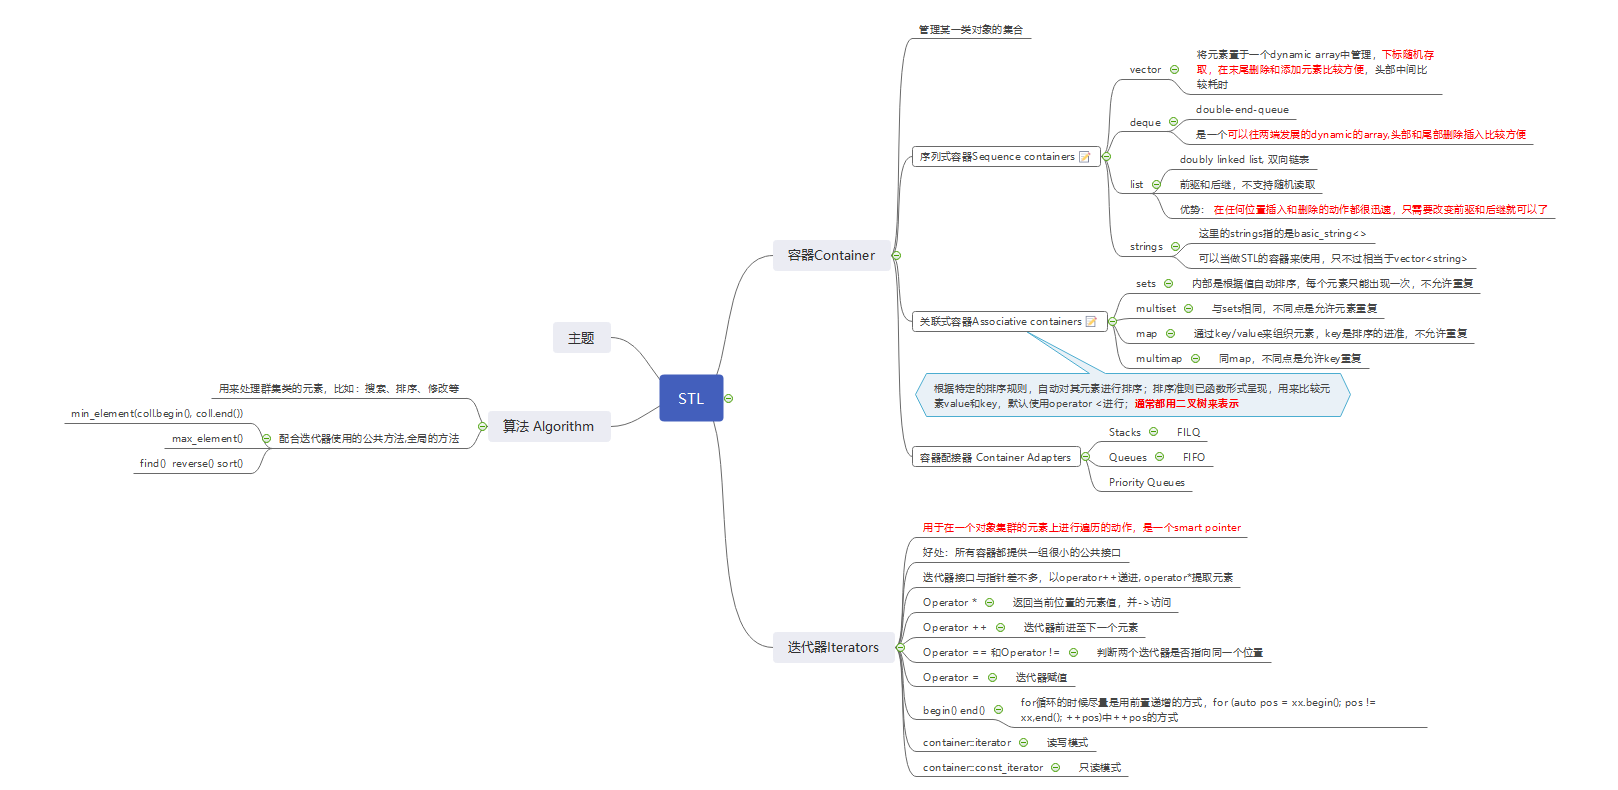 STL
主题
算法 Algorithm
用来处理群集类的元素，比如：搜索、排序、修改等
配合迭代器使用的公共方法,全局的方法
min_element(coll.begin(), coll.end())
max_element()
find()  reverse() sort()
容器Container
管理某一类对象的集合
序列式容器Sequence containers
vector
将元素置于一个dynamic array中管理，下标随机存
取，在末尾删除和添加元素比较方便，头部中间比
较耗时
deque
double-end-queue
是一个可以往两端发展的dynamic的array,头部和尾部删除插入比较方便
list
doubly linked list, 双向链表
前驱和后继，不支持随机读取
优势： 在任何位置插入和删除的动作都很迅速，只需要改变前驱和后继就可以了
strings
这里的strings指的是basic_string<>
可以当做STL的容器来使用，只不过相当于vector<string>
关联式容器Associative containers
sets
内部是根据值自动排序，每个元素只能出现一次，不允许重复
multiset
与sets相同，不同点是允许元素重复
map
通过key/value来组织元素，key是排序的进准，不允许重复
multimap
同map，不同点是允许key重复
根据特定的排序规则，自动对其元素进行排序；排序准则已函数形式呈现，用来比较元
素value和key，默认使用operator <进行；通常都用二叉树来表示
容器配接器 Container Adapters
Stacks
FILO
Queues
FIFO
Priority Queues
迭代器Iterators
用于在一个对象集群的元素上进行遍历的动作，是一个smart pointer
好处：所有容器都提供一组很小的公共接口
迭代器接口与指针差不多，以operator++递进, operator*提取元素
Operator *
返回当前位置的元素值，并->访问
Operator ++
迭代器前进至下一个元素
Operator == 和Operator !=
判断两个迭代器是否指向同一个位置
Operator =
迭代器赋值
begin() end()
for循环的时候尽量是用前置递增的方式，for (auto pos = xx.begin(); pos !=
xx,end(); ++pos)中++pos的方式
container::iterator
读写模式
container::const_iterator
只读模式